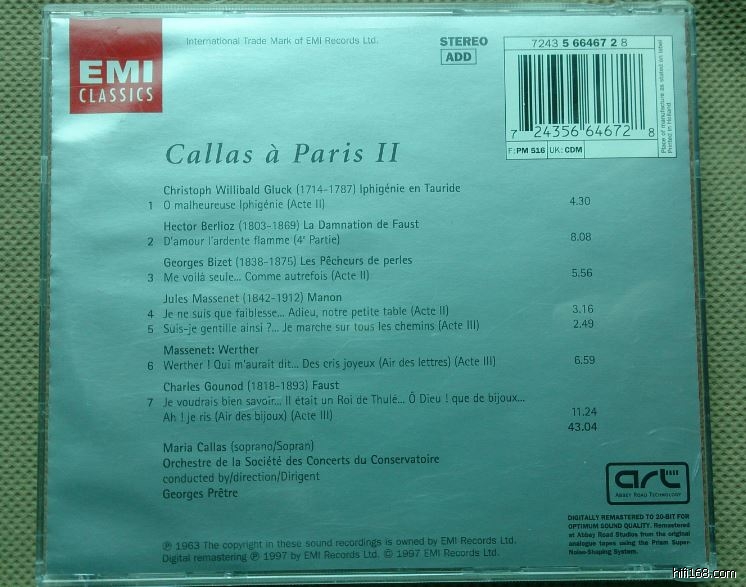 International Trade Mark of EMI Records Ltd.
EMI
CLASSICS
STEREO
ADD
7243 5 66467 2 8
7 24356 64672 8
F: PM 516 UK: CDM
Place of manufacture as stated on label
Printed in Holland
Callas à Paris II
Christoph Willibald Gluck (1714-1787) Iphigénie en Tauride
1 O malheureuse Iphigénie (Acte II) 4.30
Hector Berlioz (1803-1869) La Damnation de Faust
2 D'amour l'ardente flamme (4e Partie) 8.08
Georges Bizet (1838-1875) Les Pêcheurs de perles
3 Me voilà seule... Comme autrefois (Acte II) 5.56
Jules Massenet (1842-1912) Manon
4 Je ne suis que faiblesse... Adieu, notre petite table (Acte II) 3.16
5 Suis-je gentille ainsi ?... Je marche sur tous les chemins (Acte III) 2.49
Massenet: Werther
6 Werther ! Qui m'aurait dit... Des cris joyeux (Air des lettres) (Acte III) 6.59
Charles Gounod (1818-1893) Faust
7 Je voudrais bien savoir... Il était un Roi de Thulé... Ô Dieu ! que de bijoux...
Ah ! je ris (Air des bijoux) (Acte III) 11.24
43.04
Maria Callas (soprano/Sopran)
Orchestre de la Société des Concerts du Conservatoire
conducted by/direction/Dirigent
Georges Prêtre
art
ABBEY ROAD TECHNOLOGY
DIGITALLY REMASTERED TO 20-BIT FOR
OPTIMUM SOUND QUALITY. Remastered
at Abbey Road Studios from the original
analogue tapes using the Prism Super
Noise-Shaping System.
℗ 1963 The copyright in these sound recordings is owned by EMI Records Ltd.
Digital remastering ℗ 1997 by EMI Records Ltd. © 1997 EMI Records Ltd.
hifi168.com